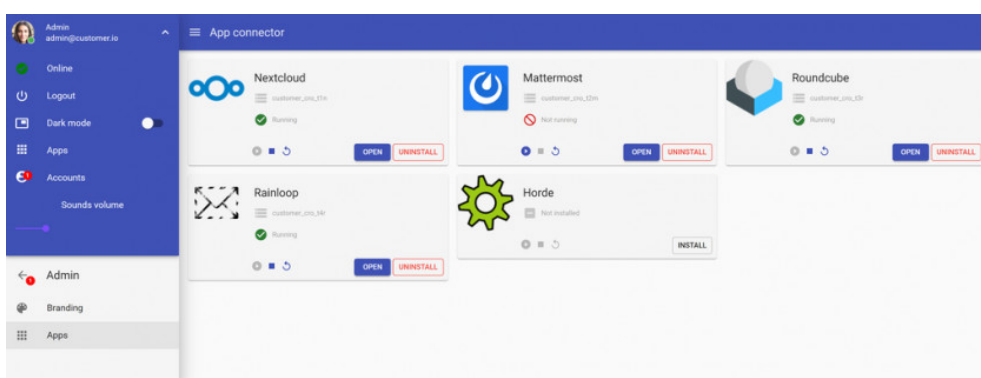 Admin
admin@customer.io
App connector
Online
Logout
Dark mode
Apps
Accounts
1
Sounds volume
1
Admin
Branding
Apps
Nextcloud
Running
OPEN UNINSTALL
Mattermost
Not running
OPEN UNINSTALL
Roundcube
Running
OPEN UNINSTALL
Rainloop
Running
OPEN UNINSTALL
Horde
Not installed
INSTALL